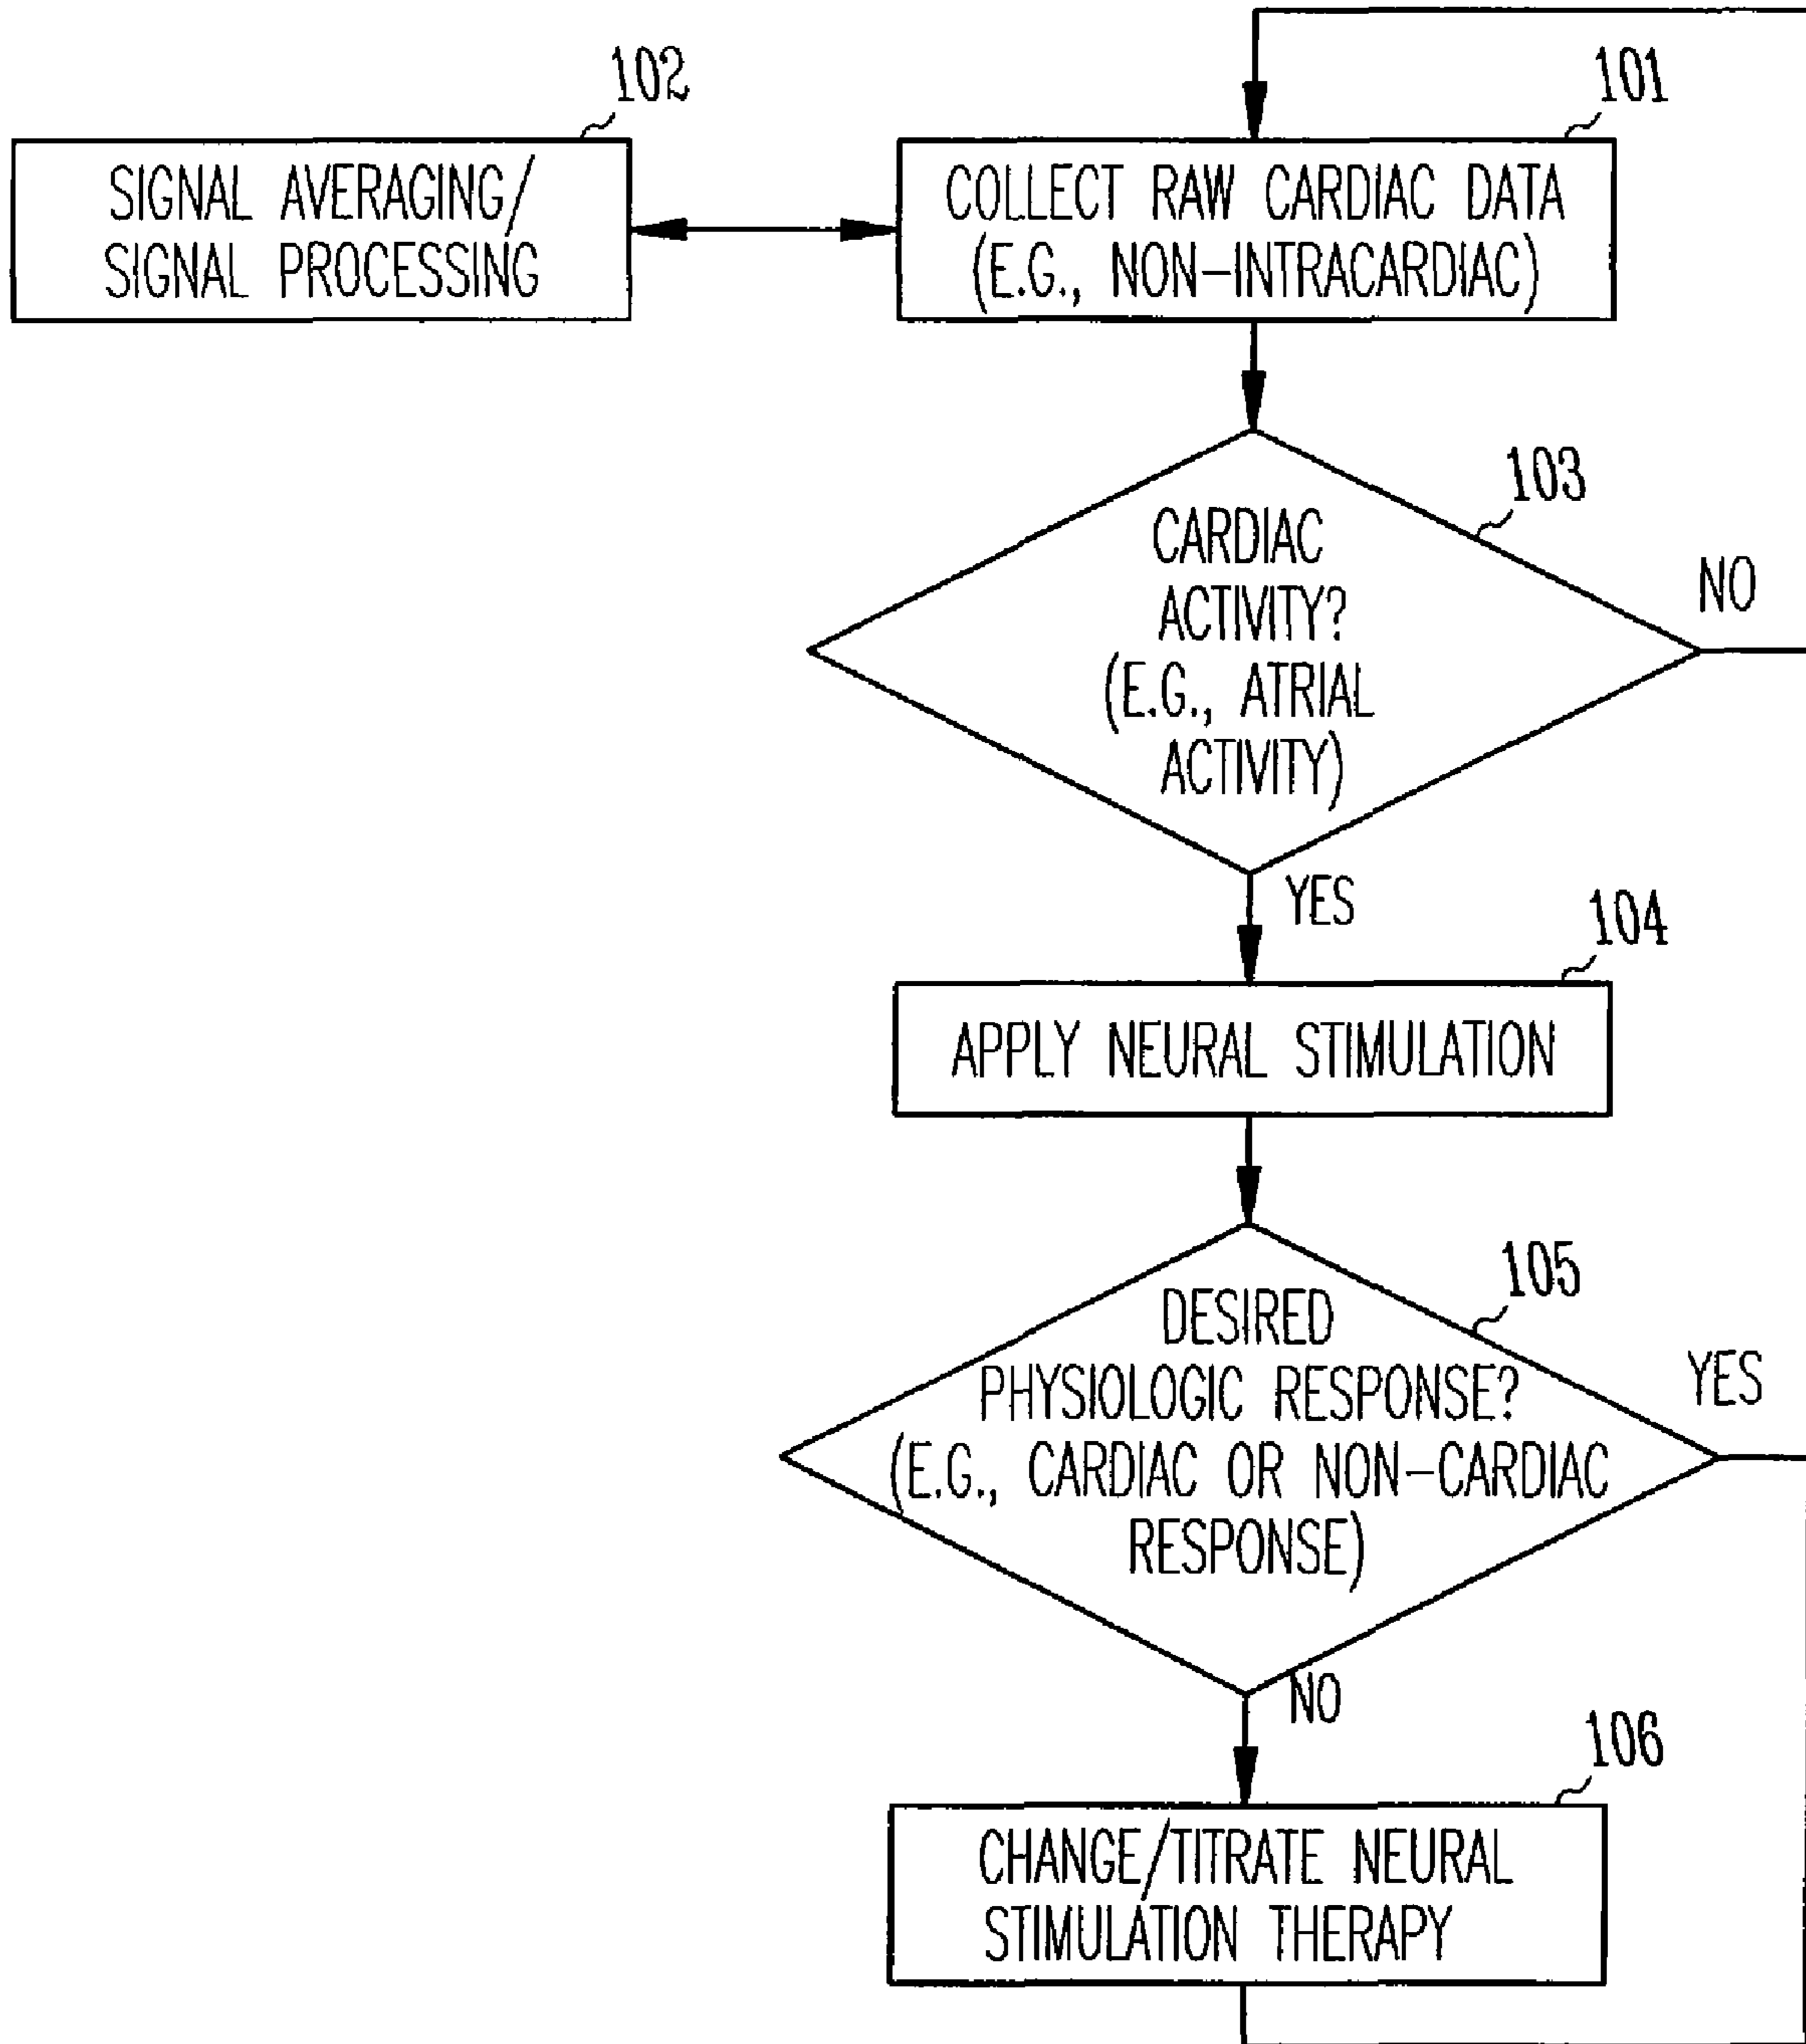 102
SIGNAL AVERAGING/
SIGNAL PROCESSING
101
COLLECT RAW CARDIAC DATA
(E.G., NON-INTRACARDIAC)
103
CARDIAC
ACTIVITY?
(E.G., ATRIAL
ACTIVITY)
NO
YES
104
APPLY NEURAL STIMULATION
105
DESIRED
PHYSIOLOGIC RESPONSE?
(E.G., CARDIAC OR NON-CARDIAC
RESPONSE)
YES
NO
106
CHANGE/TITRATE NEURAL
STIMULATION THERAPY